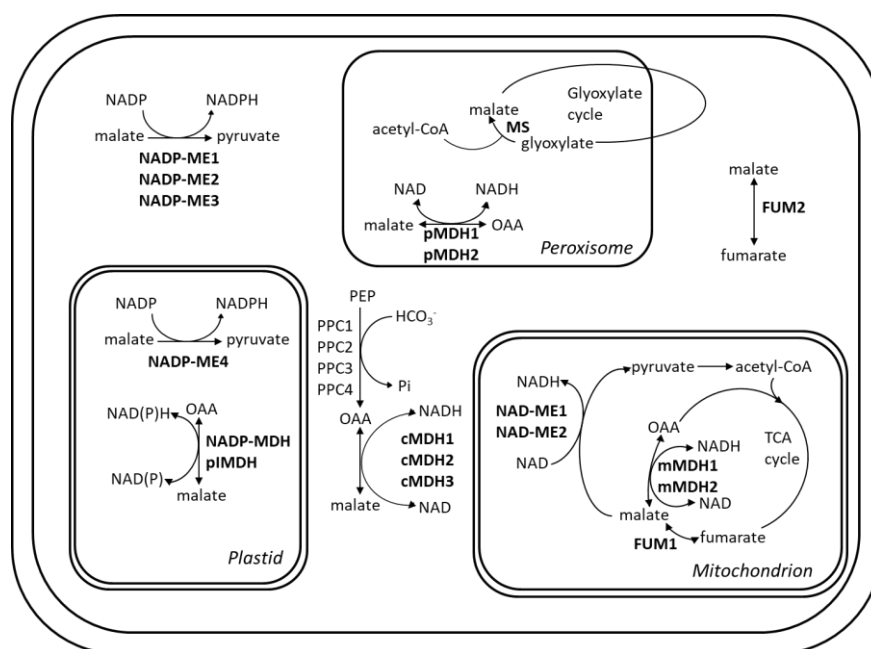 NADP NADPH
malate pyruvate
NADP-ME1
NADP-ME2
NADP-ME3
malate
Glyoxylate
cycle
acetyl-CoA
MS
glyoxylate
NAD NADH
malate OAA
pMDH1
pMDH2
Peroxisome
malate
FUM2
fumarate
NADP NADPH
malate pyruvate
NADP-ME4
NAD(P)H OAA
NADP-MDH
plMDH
NAD(P)
malate
Plastid
PEP
PPC1
PPC2
PPC3
PPC4
HCO₃⁻
Pi
OAA
NADH
cMDH1
cMDH2
cMDH3
malate NAD
pyruvate acetyl-CoA
NADH
NAD-ME1
NAD-ME2
NAD
OAA
NADH
mMDH1
mMDH2
NAD
TCA
cycle
malate
FUM1
fumarate
Mitochondrion